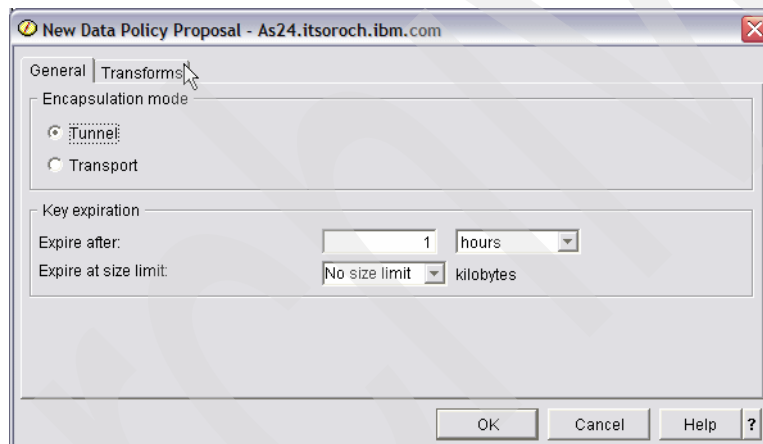 New Data Policy Proposal - As24.itsoroch.ibm.com
General Transforms
Encapsulation mode
Tunnel
Transport
Key expiration
Expire after: 1 hours
Expire at size limit: No size limit kilobytes
OK Cancel Help ?